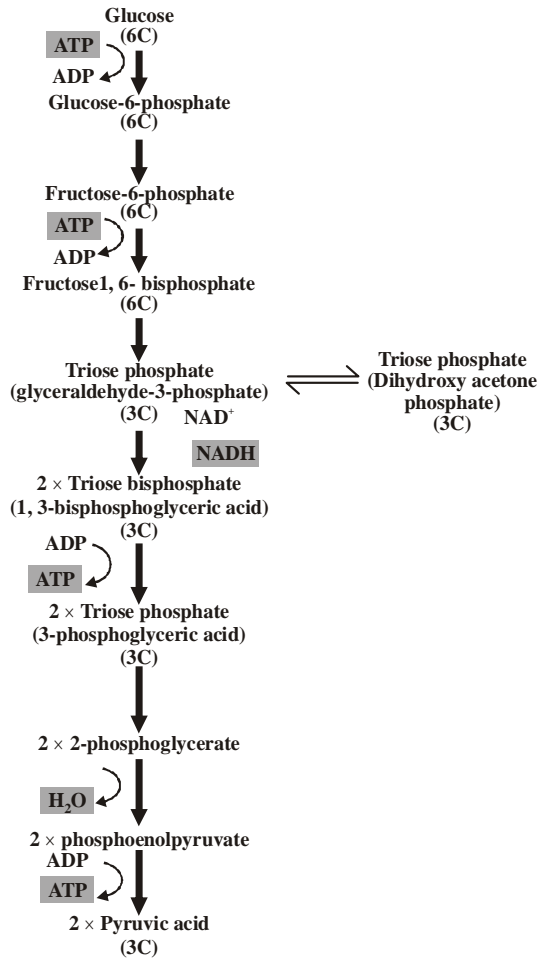 Glucose
(6C)
ATP
ADP
Glucose-6-phosphate
(6C)
Fructose-6-phosphate
(6C)
ATP
ADP
Fructose1, 6- bisphosphate
(6C)
Triose phosphate
(glyceraldehyde-3-phosphate)
(3C)
Triose phosphate
(Dihydroxy acetone
phosphate)
(3C)
NAD⁺
NADH
2 × Triose bisphosphate
(1, 3-bisphosphoglyceric acid)
(3C)
ADP
ATP
2 × Triose phosphate
(3-phosphoglyceric acid)
(3C)
2 × 2-phosphoglycerate
H₂O
2 × phosphoenolpyruvate
ADP
ATP
2 × Pyruvic acid
(3C)